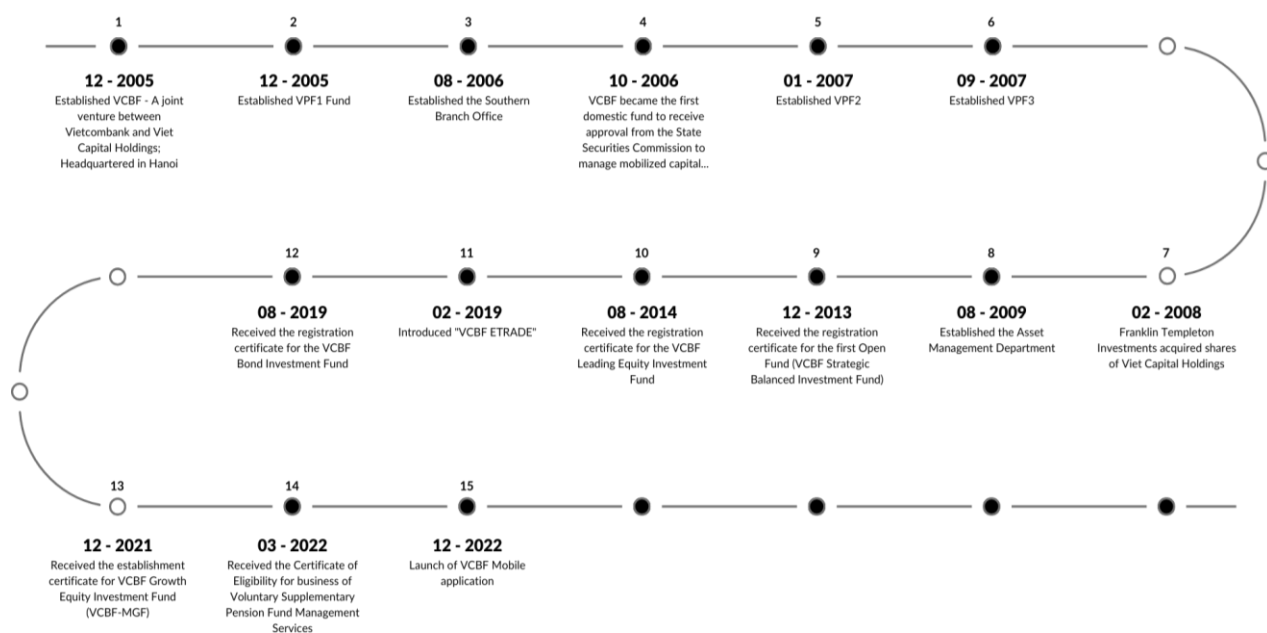 1
12 - 2005
Established VCBF - A joint
venture between
Vietcombank and Viet
Capital Holdings;
Headquartered in Hanoi
2
12 - 2005
Established VPF1 Fund
3
08 - 2006
Established the Southern
Branch Office
4
10 - 2006
VCBF became the first
domestic fund to receive
approval from the State
Securities Commission to
manage mobilized capital...
5
01 - 2007
Established VPF2
6
09 - 2007
Established VPF3
7
02 - 2008
Franklin Templeton
Investments acquired shares
of Viet Capital Holdings
8
08 - 2009
Established the Asset
Management Department
9
12 - 2013
Received the registration
certificate for the first Open
Fund (VCBF Strategic
Balanced Investment Fund)
10
08 - 2014
Received the registration
certificate for the VCBF
Leading Equity Investment
Fund
11
02 - 2019
Introduced "VCBF ETRADE"
12
08 - 2019
Received the registration
certificate for the VCBF
Bond Investment Fund
13
12 - 2021
Received the establishment
certificate for VCBF Growth
Equity Investment Fund
(VCBF-MGF)
14
03 - 2022
Received the Certificate of
Eligibility for business of
Voluntary Supplementary
Pension Fund Management
Services
15
12 - 2022
Launch of VCBF Mobile
application